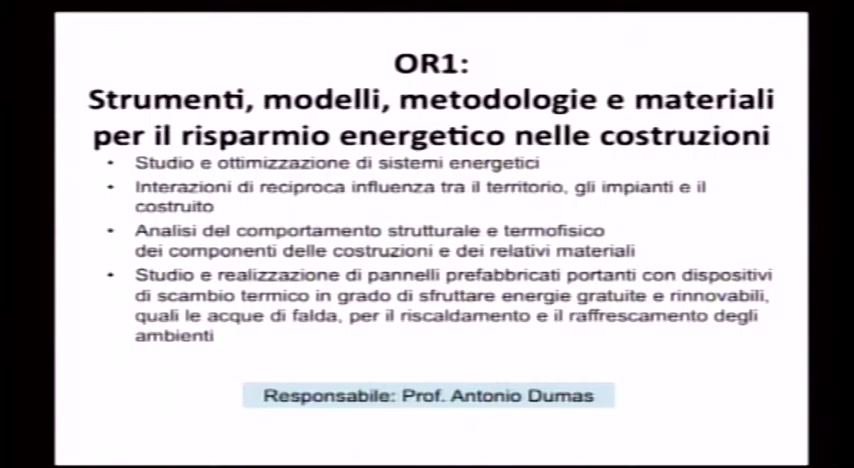 OR1:
Strumenti, modelli, metodologie e materiali
per il risparmio energetico nelle costruzioni
• Studio e ottimizzazione di sistemi energetici
• Interazioni di reciproca influenza tra il territorio, gli impianti e il
costruito
• Analisi del comportamento strutturale e termofisico
dei componenti delle costruzioni e dei relativi materiali
• Studio e realizzazione di pannelli prefabbricati portanti con dispositivi
di scambio termico in grado di sfruttare energie gratuite e rinnovabili,
quali le acque di falda, per il riscaldamento e il raffrescamento degli
ambienti
Responsabile: Prof. Antonio Dumas